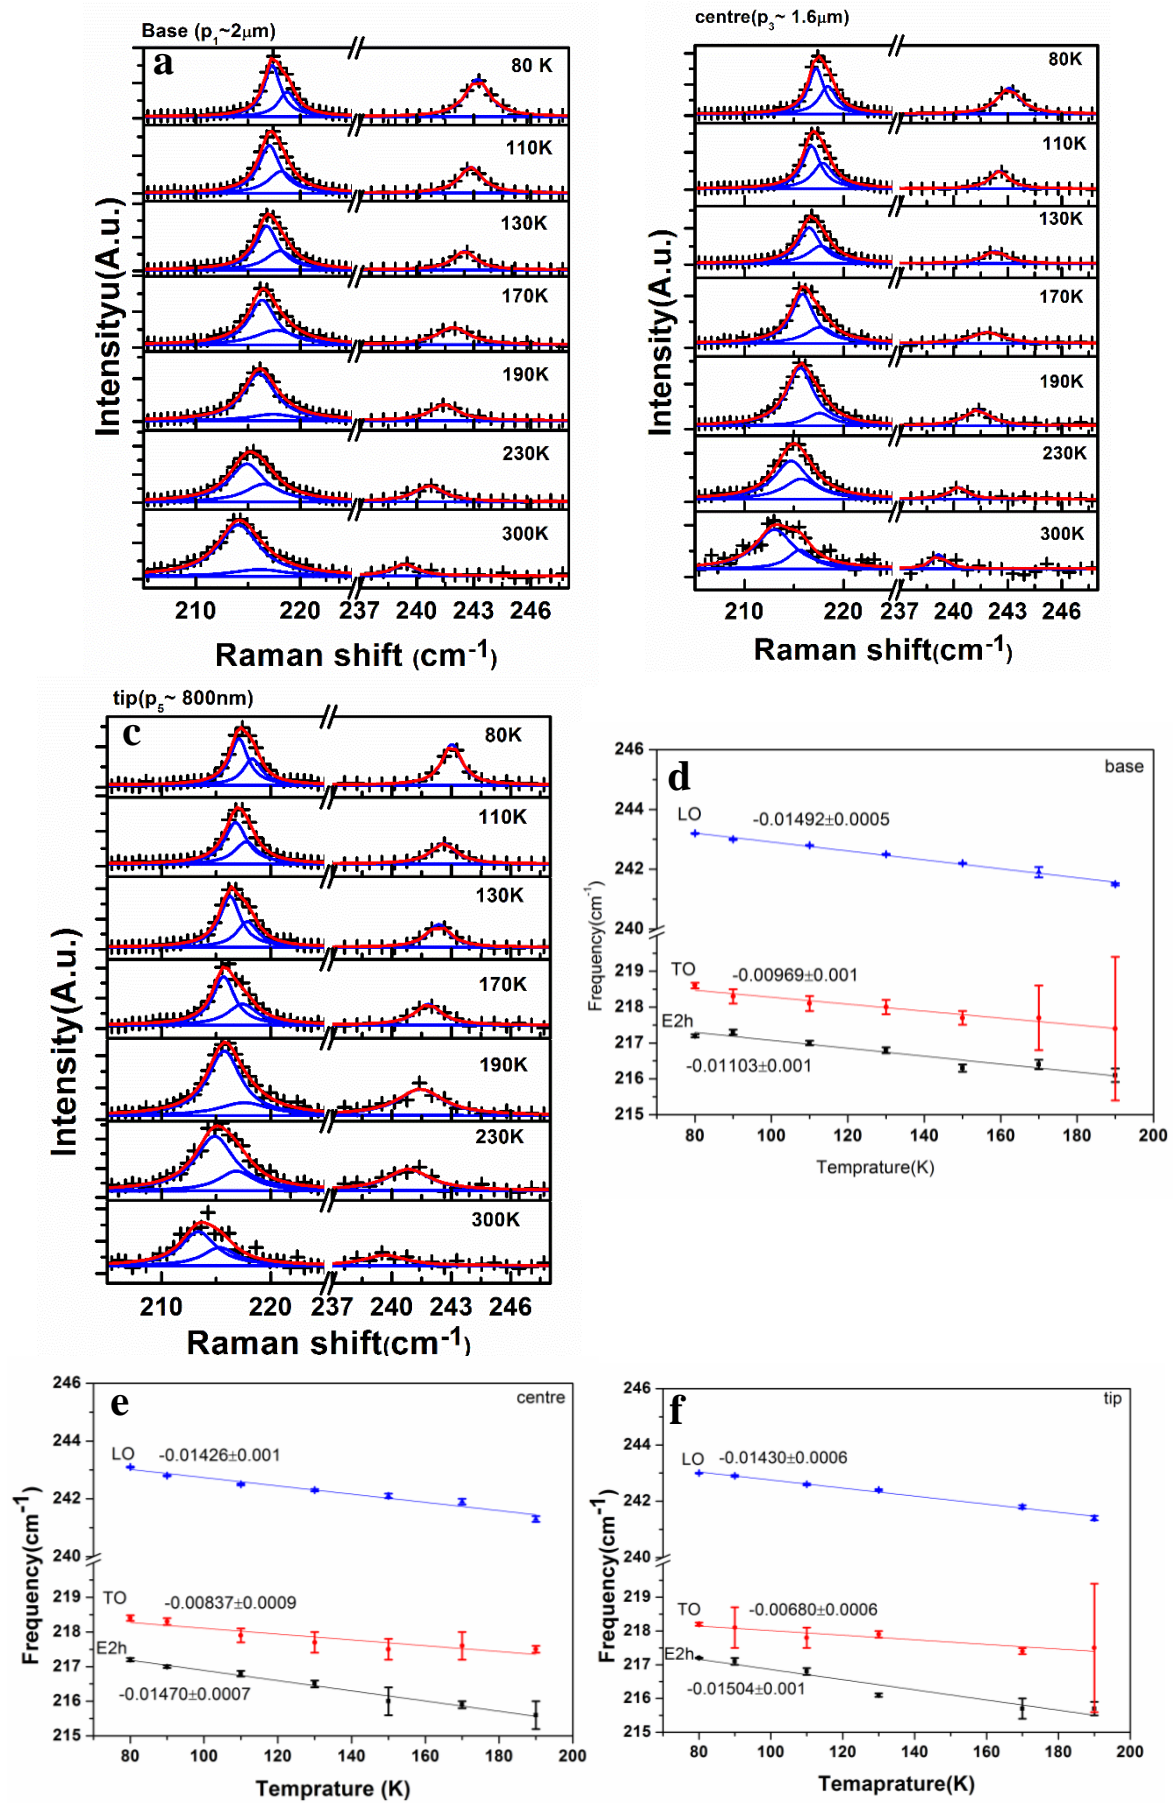 Base (p1~2μm)
a
80 K
110K
130K
170K
190K
230K
300K
Intensityu(A.u.)
210 220 237 240 243 246
Raman shift (cm-1)
centre(p3~ 1.6μm)
80K
110K
130K
170K
190K
230K
300K
Intensity(A.u.)
210 220 237 240 243 246
Raman shift(cm-1)
tip(p5~ 800nm)
c
80K
110K
130K
170K
190K
230K
300K
Intensity(A.u.)
210 220 237 240 243 246
Raman shift(cm-1)
d
base
246
244
242
240
219
218
217
216
215
LO
-0.01492±0.0005
TO
-0.00969±0.001
E2h
-0.01103±0.001
Frequency(cm-1)
80 100 120 140 160 180 200
Temprature(K)
e
centre
246
244
242
240
219
218
217
216
215
LO
-0.01426±0.001
TO
-0.00837±0.0009
E2h
-0.01470±0.0007
Frequency(cm-1)
80 100 120 140 160 180 200
Temprature (K)
f
tip
246
244
242
240
219
218
217
216
215
LO
-0.01430±0.0006
TO
-0.00680±0.0006
E2h
-0.01504±0.001
Frequency(cm-1)
80 100 120 140 160 180 200
Temaprature(K)